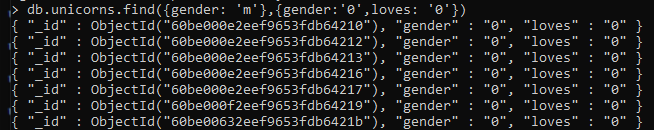 > db.unicorns.find({gender: 'm'},{gender:'0',loves: '0'})
{ "_id" : ObjectId("60be000e2eef9653fdb64210"), "gender" : "0", "loves" : "0" }
{ "_id" : ObjectId("60be000e2eef9653fdb64212"), "gender" : "0", "loves" : "0" }
{ "_id" : ObjectId("60be000e2eef9653fdb64213"), "gender" : "0", "loves" : "0" }
{ "_id" : ObjectId("60be000e2eef9653fdb64216"), "gender" : "0", "loves" : "0" }
{ "_id" : ObjectId("60be000e2eef9653fdb64217"), "gender" : "0", "loves" : "0" }
{ "_id" : ObjectId("60be000f2eef9653fdb64219"), "gender" : "0", "loves" : "0" }
{ "_id" : ObjectId("60be00632eef9653fdb6421b"), "gender" : "0", "loves" : "0" }